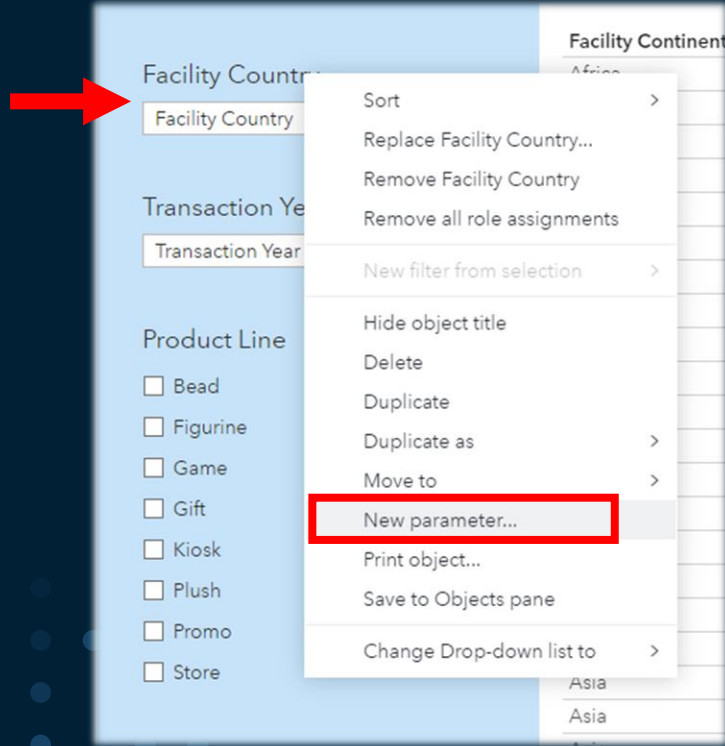 Facility Continent
Africa
Facility Country
Facility Country
Transaction Ye
Transaction Year
Product Line
Bead
Figurine
Game
Gift
Kiosk
Plush
Promo
Store
Sort
Replace Facility Country...
Remove Facility Country
Remove all role assignments
New filter from selection
Hide object title
Delete
Duplicate
Duplicate as
Move to
New parameter...
Print object...
Save to Objects pane
Change Drop-down list to
Asia
Asia